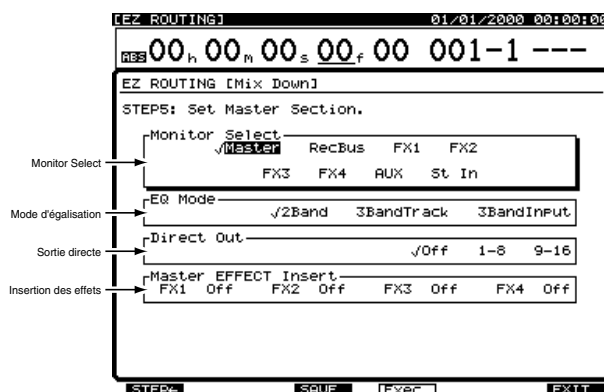 [EZ ROUTING] 01/01/2000 00:00:00
ABS 00h 00m 00s 00f 00 001-1 ---
EZ ROUTING [Mix Down]
STEP5: Set Master Section.
Monitor Select
√Master RecBus FX1 FX2
FX3 FX4 AUX St In
Monitor Select
EQ Mode
√2Band 3BandTrack 3BandInput
Mode d'égalisation
Direct Out
√Off 1-8 9-16
Sortie directe
Master EFFECT Insert
FX1 Off FX2 Off FX3 Off FX4 Off
Insertion des effets
STEP← SAVE Exec EXIT